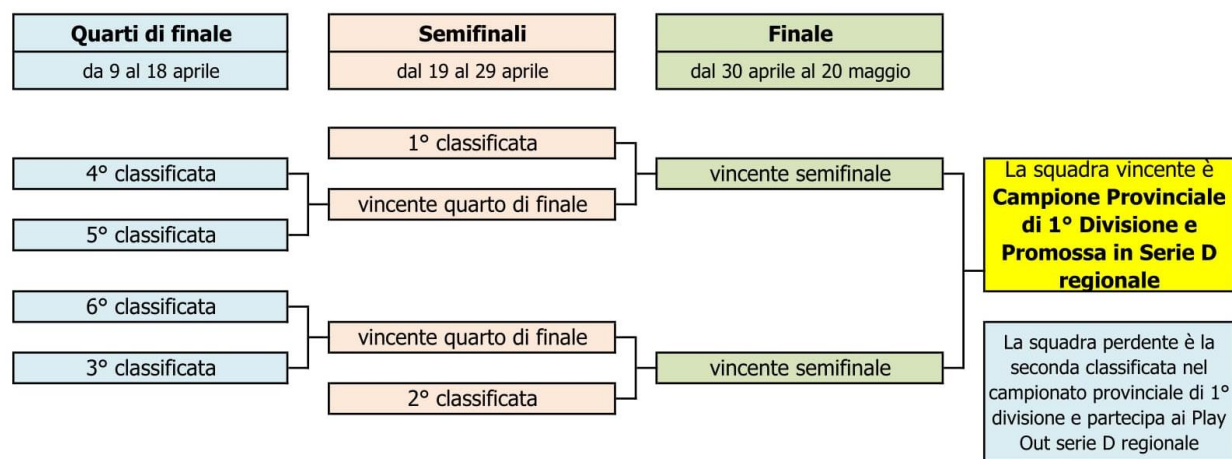 Quarti di finale
da 9 al 18 aprile
Semifinali
dal 19 al 29 aprile
Finale
dal 30 aprile al 20 maggio
4° classificata
5° classificata
6° classificata
3° classificata
1° classificata
vincente quarto di finale
vincente quarto di finale
2° classificata
vincente semifinale
vincente semifinale
La squadra vincente è
Campione Provinciale
di 1° Divisione e
Promossa in Serie D
regionale
La squadra perdente è la
seconda classificata nel
campionato provinciale di 1°
divisione e partecipa ai Play
Out serie D regionale